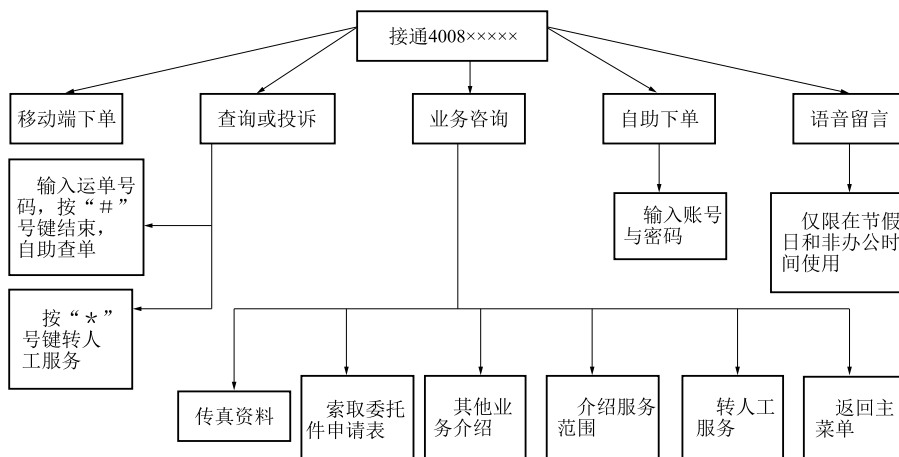 接通4008×××××
移动端下单
查询或投诉
业务咨询
自助下单
语音留言
输入运单号
码，按“＃”
号键结束，
自助查单
按“＊”
号键转人
工服务
输入账号
与密码
仅限在节假
日和非办公时
间使用
传真资料
索取委托
件申请表
其他业
务介绍
介绍服务
范围
转人工
服务
返回主
菜单